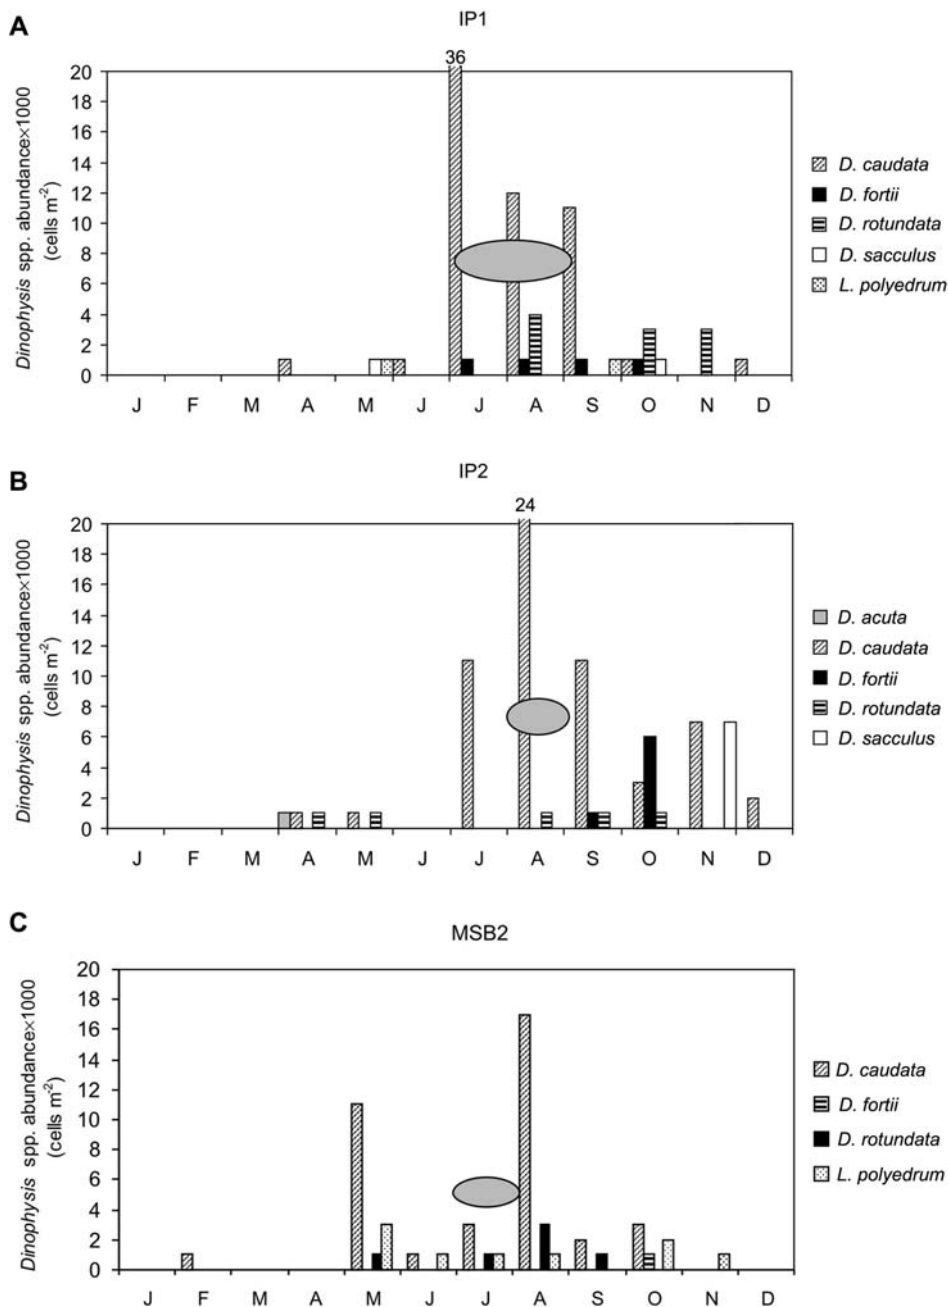 A
IP1
36
Dinophysis spp. abundance×1000
(cells m-2)
20
18
16
14
12
10
8
6
4
2
0
J F M A M J J A S O N D
D. caudata
D. fortii
D. rotundata
D. sacculus
L. polyedrum
B
IP2
24
Dinophysis spp. abundance×1000
(cells m-2)
20
18
16
14
12
10
8
6
4
2
0
J F M A M J J A S O N D
D. acuta
D. caudata
D. fortii
D. rotundata
D. sacculus
C
MSB2
Dinophysis spp. abundance×1000
(cells m-2)
20
18
16
14
12
10
8
6
4
2
0
J F M A M J J A S O N D
D. caudata
D. fortii
D. rotundata
L. polyedrum